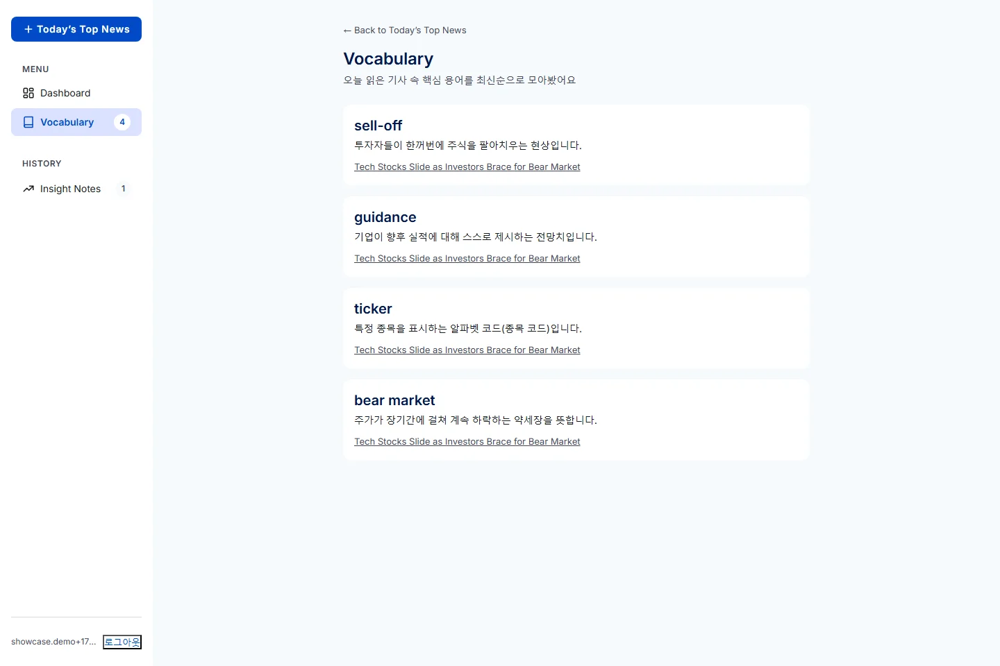 + Today’s Top News
MENU
Dashboard
Vocabulary 4
HISTORY
Insight Notes 1
showcase.demo+17... 로그아웃
← Back to Today’s Top News
Vocabulary
오늘 읽은 기사 속 핵심 용어를 최신순으로 모아봤어요
sell-off
투자자들이 한꺼번에 주식을 팔아치우는 현상입니다.
Tech Stocks Slide as Investors Brace for Bear Market
guidance
기업이 향후 실적에 대해 스스로 제시하는 전망치입니다.
Tech Stocks Slide as Investors Brace for Bear Market
ticker
특정 종목을 표시하는 알파벳 코드(종목 코드)입니다.
Tech Stocks Slide as Investors Brace for Bear Market
bear market
주가가 장기간에 걸쳐 계속 하락하는 약세장을 뜻합니다.
Tech Stocks Slide as Investors Brace for Bear Market